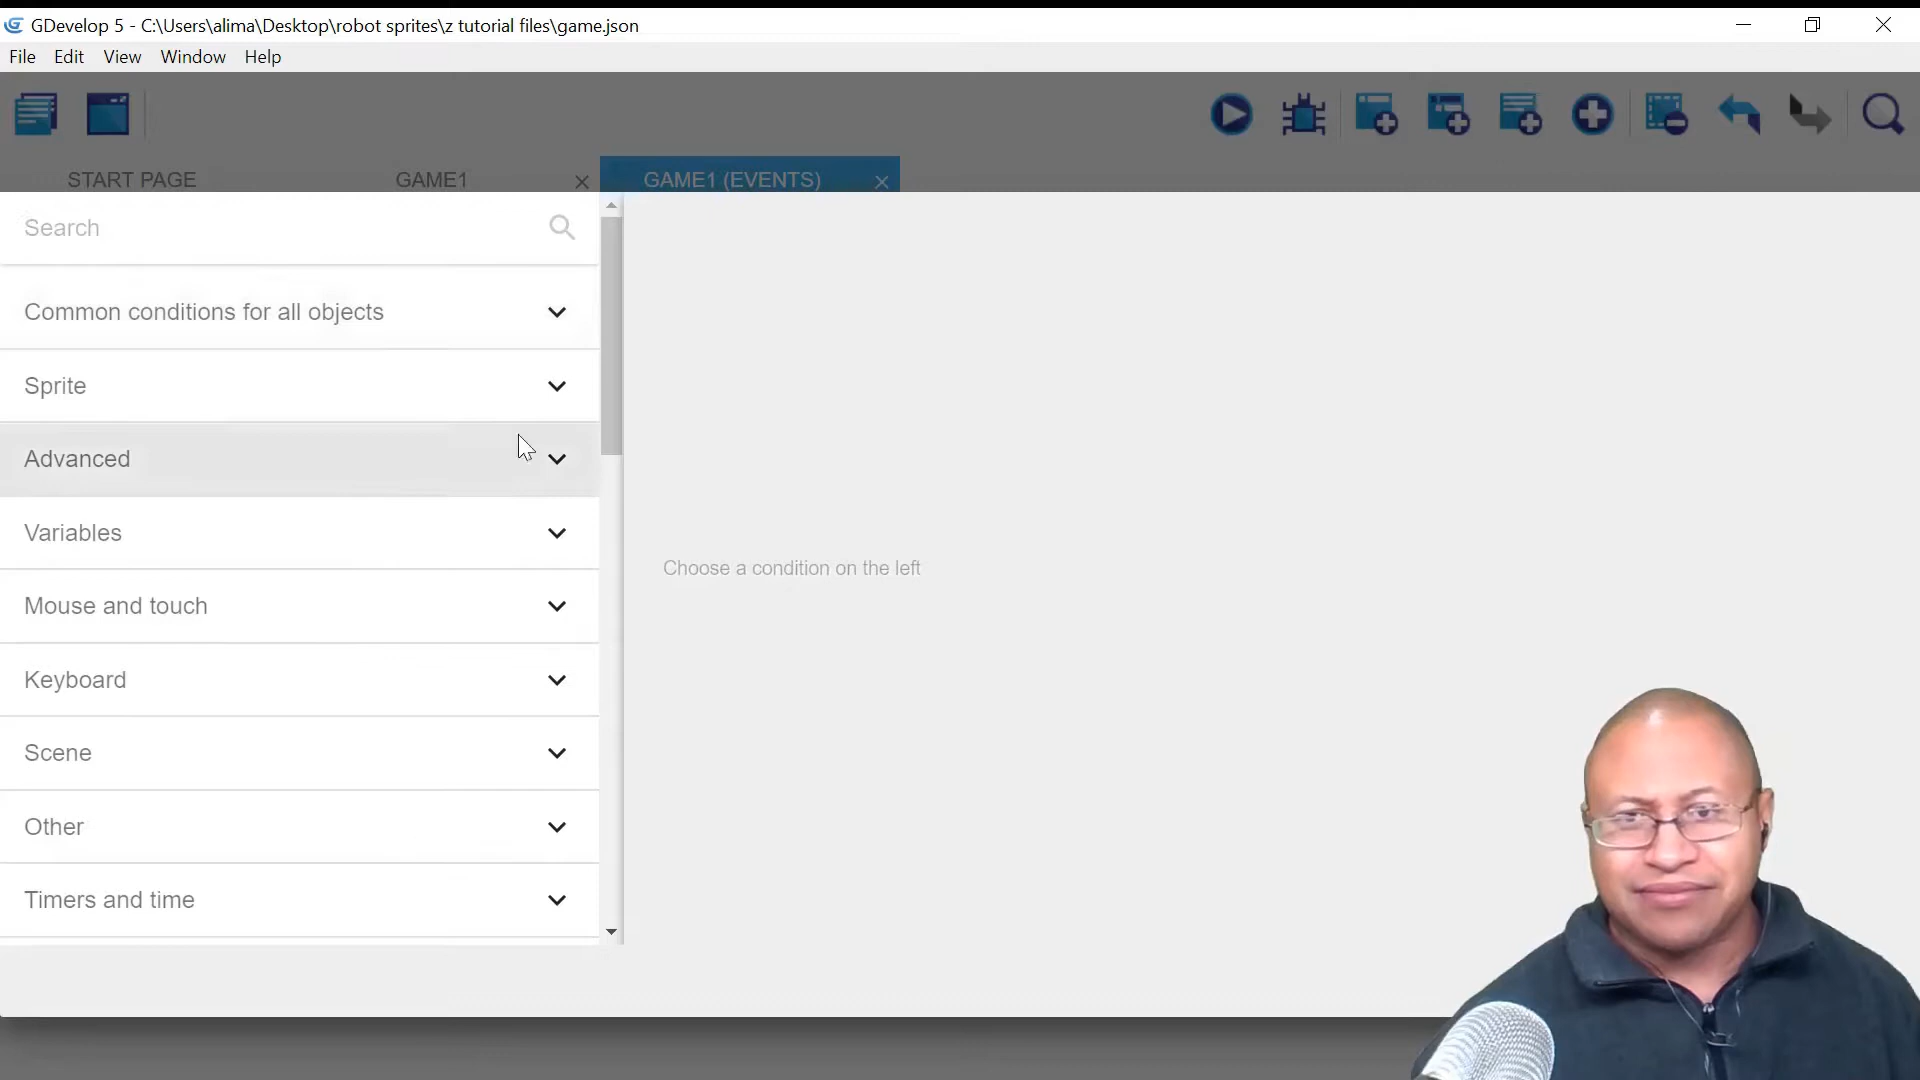 GDevelop 5 - C:\Users\alima\Desktop\robot sprites\z tutorial files\game.json
File Edit View Window Help
START PAGE GAME1 GAME1 (EVENTS)
Search
Common conditions for all objects
Sprite
Advanced
Variables
Choose a condition on the left
Mouse and touch
Keyboard
Scene
Other
Timers and time